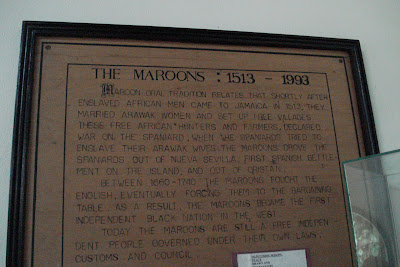 THE MAROONS : 1513 - 1993
MAROON ORAL TRADITION RELATES THAT SHORTLY AFTER
ENSLAVED AFRICAN MEN CAME TO JAMAICA IN 1513, THEY
MARRIED ARAWAK WOMEN AND SET UP FREE VILLAGES.
THESE FREE AFRICAN HUNTERS AND FARMERS, DECLARED
WAR ON THE SPANIARD, WHEN THE SPANIARDS TRIED TO
ENSLAVE THEIR ARAWAK WIVES. THE MAROONS DROVE THE
SPANIARDS OUT OF NUEVA SEVILLA, FIRST SPANISH SETTLE-
MENT ON THE ISLAND, AND OUT OF ORISTAN.
BETWEEN 1660-1740 THE MAROONS FOUGHT THE
ENGLISH, EVENTUALLY FORCING THEM TO THE BARGAINING
TABLE. AS A RESULT, THE MAROONS BECAME THE FIRST
INDEPENDENT BLACK NATION IN THE WEST.
TODAY THE MAROONS ARE STILL A FREE INDEPEN-
DENT PEOPLE GOVERNED UNDER THEIR OWN LAWS,
CUSTOMS AND COUNCIL